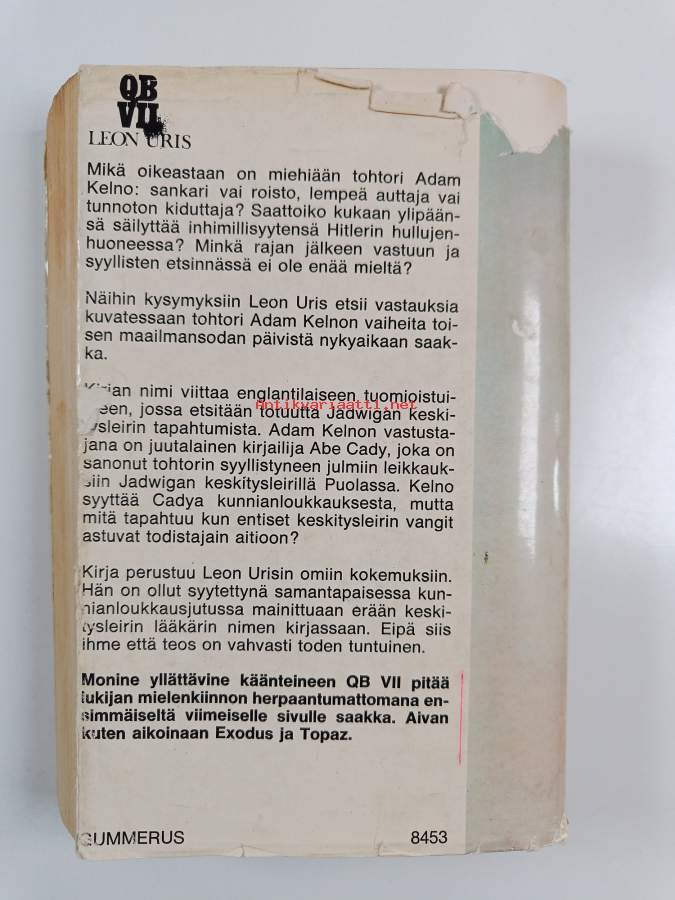 QB
VII
LEON URIS
Mikä oikeastaan on miehiään tohtori Adam
Kelno: sankari vai roisto, lempeä auttaja vai
tunnoton kiduttaja? Saattoiko kukaan ylipään-
sä säilyttää inhimillisyytensä Hitlerin hullujen-
huoneessa? Minkä rajan jälkeen vastuun ja
syyllisten etsinnässä ei ole enää mieltä?
Näihin kysymyksiin Leon Uris etsii vastauksia
kuvatessaan tohtori Adam Kelnon vaiheita toi-
sen maailmansodan päivistä nykyaikaan saak-
ka.
Kirjan nimi viittaa englantilaiseen tuomioistui-
meen, jossa etsitään totuutta Jadwigan keski-
tysleirin tapahtumista. Adam Kelnon vastusta-
jana on juutalainen kirjailija Abe Cady, joka on
sanonut tohtorin syyllistyneen julmiin leikkauk-
siin Jadwigan keskitysleirillä Puolassa. Kelno
syyttää Cadya kunnianloukkauksesta, mutta
mitä tapahtuu kun entiset keskitysleirin vangit
astuvat todistajain aitioon?
Kirja perustuu Leon Urisin omiin kokemuksiin.
Hän on ollut syytettynä samantapaisessa kun-
nianloukkausjutussa mainittuaan erään keski-
tysleirin lääkärin nimen kirjassaan. Eipä siis
ihme että teos on vahvasti toden tuntuinen.
Monine yllättävine käänteineen QB VII pitää
lukijan mielenkiinnon herpaantumattomana en-
simmäiseltä viimeiselle sivulle saakka. Aivan
kuten aikoinaan Exodus ja Topaz.
GUMMERUS 8453
Antikvariaatti.net